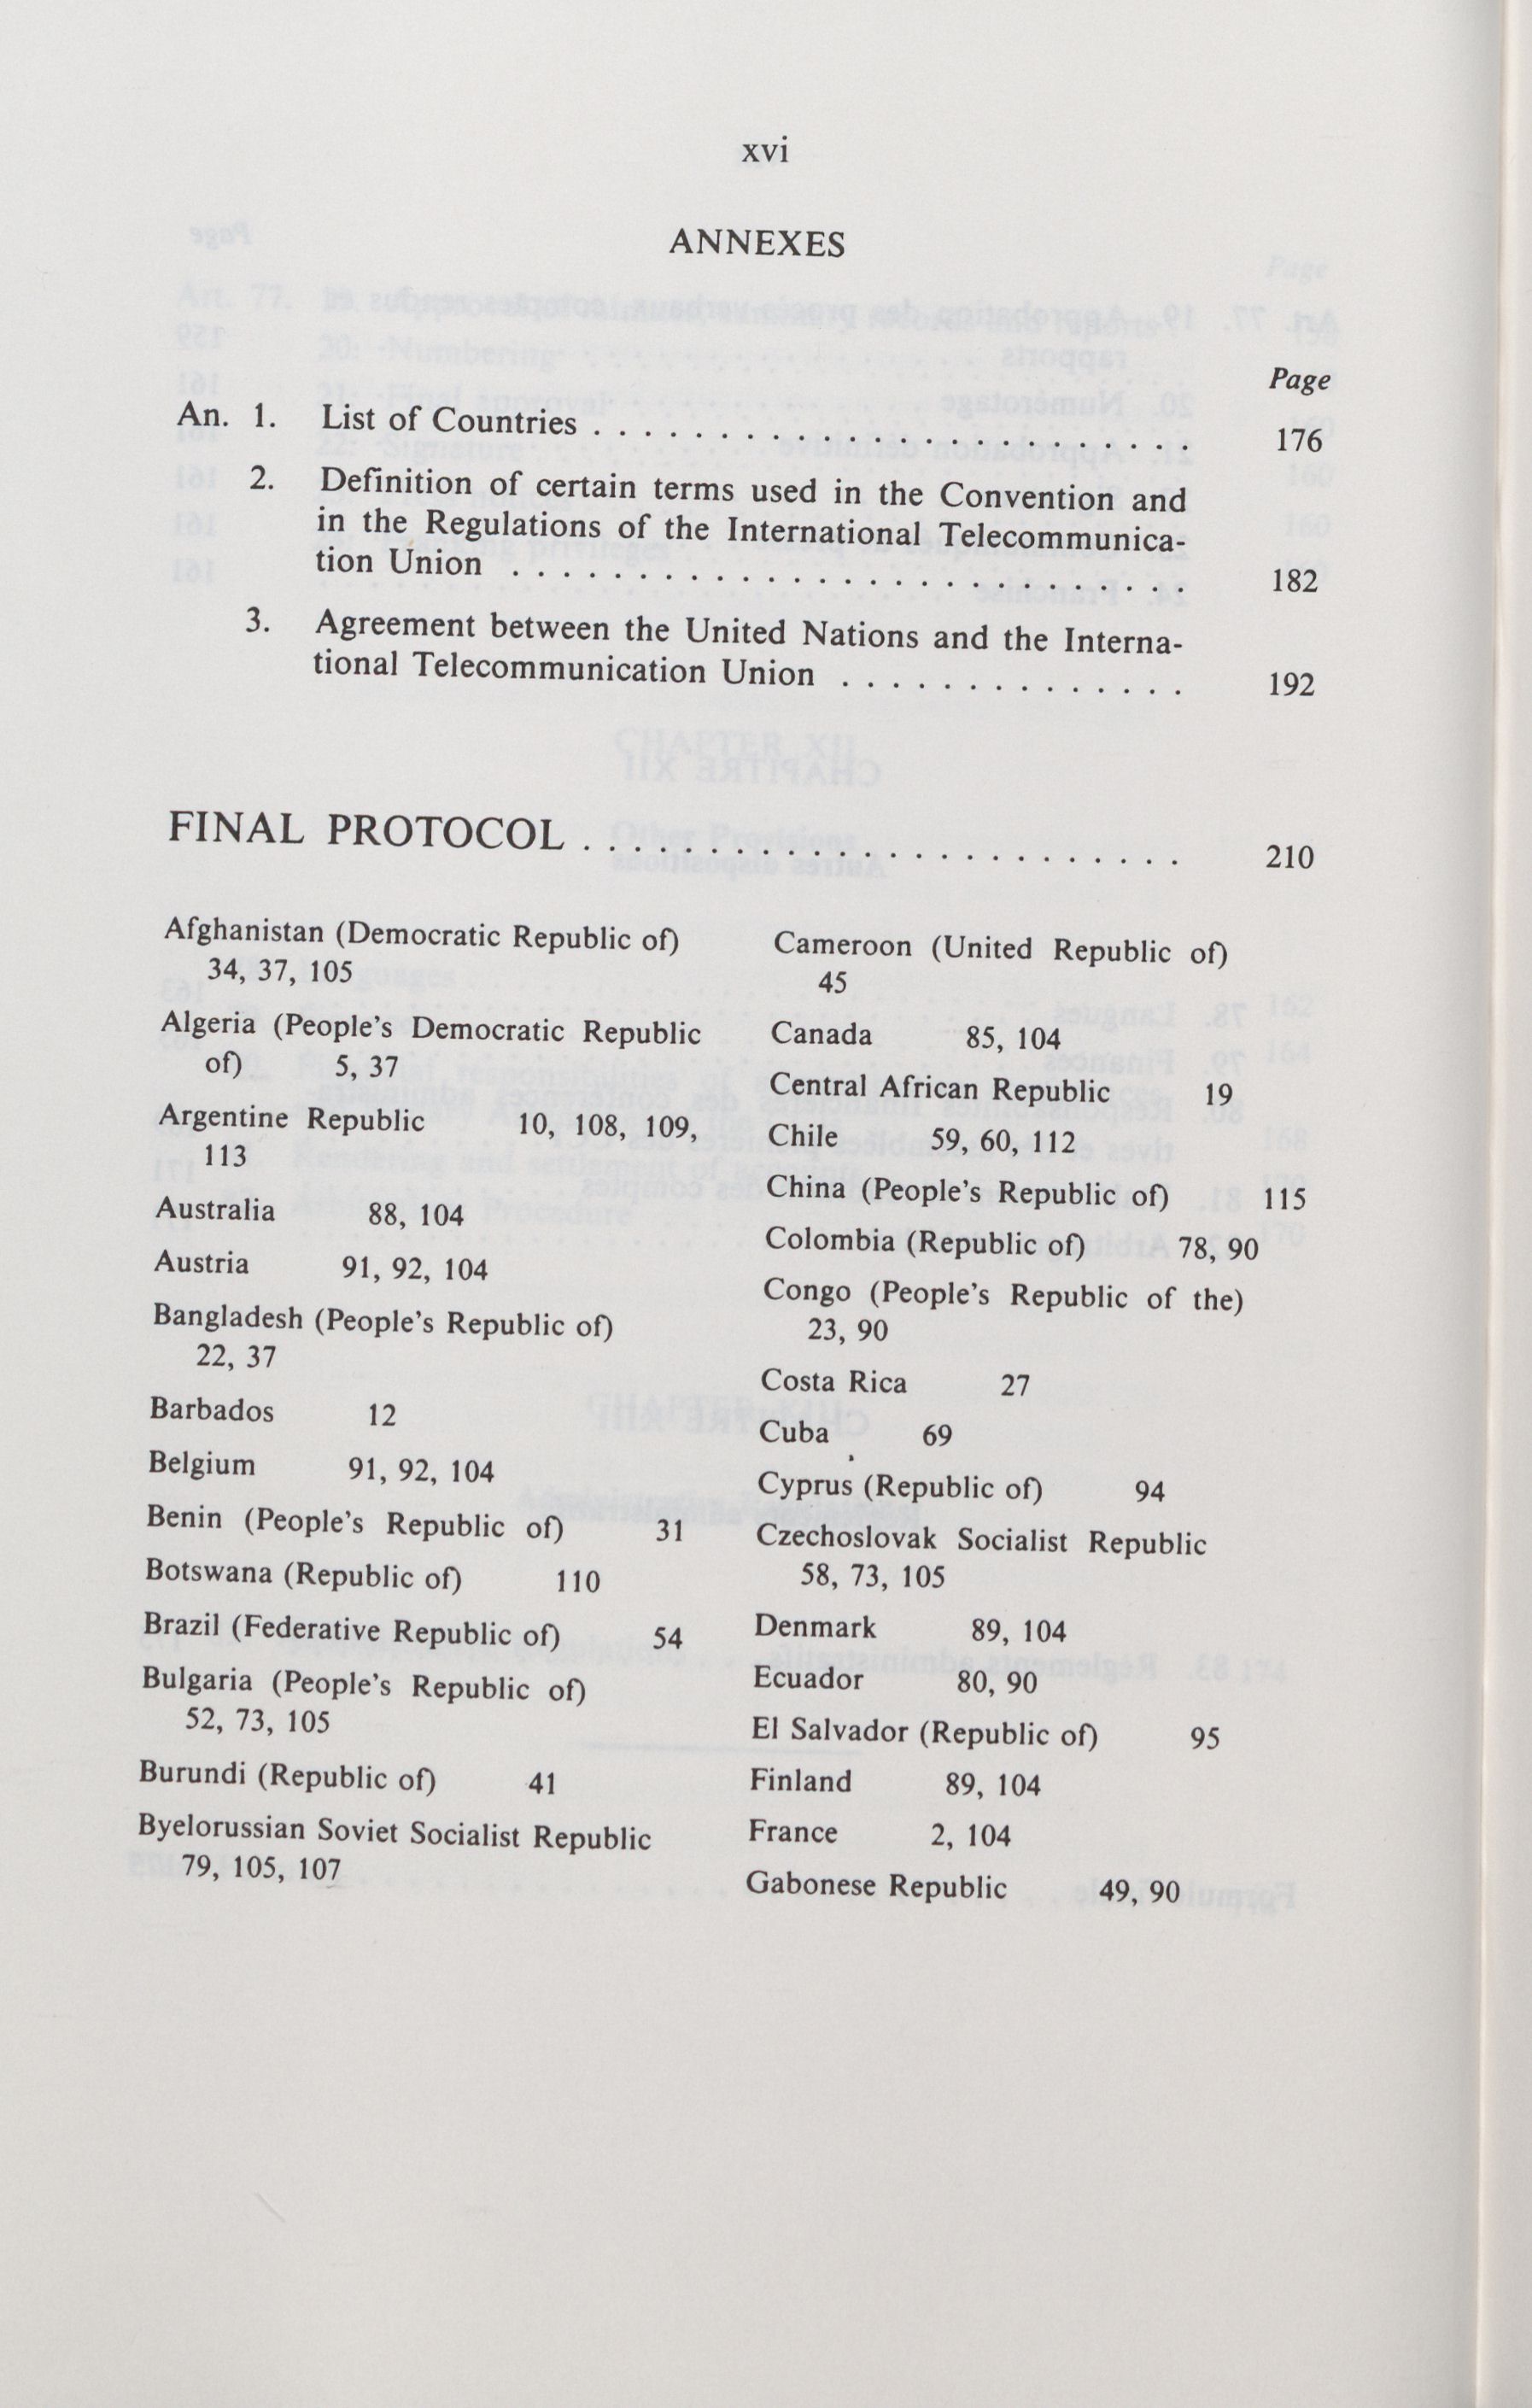 xvi
ANNEXES
Page
An. 1. List of Countries . . . . . . . . . . . . . . . . . . . . . . . . 176
2. Definition of certain terms used in the Convention and
in the Regulations of the International Telecommunica-
tion Union . . . . . . . . . . . . . . . . . . . . . . . . . . . 182
3. Agreement between the United Nations and the Interna-
tional Telecommunication Union . . . . . . . . . . . . . . 192
FINAL PROTOCOL . . . . . . . . . . . . . . . . . . . . . . . . 210
Afghanistan (Democratic Republic of)
34, 37, 105
Algeria (People's Democratic Republic
of) 5, 37
Argentine Republic 10, 108, 109,
113
Australia 88, 104
Austria 91, 92, 104
Bangladesh (People's Republic of)
22, 37
Barbados 12
Belgium 91, 92, 104
Benin (People's Republic of) 31
Botswana (Republic of) 110
Brazil (Federative Republic of) 54
Bulgaria (People's Republic of)
52, 73, 105
Burundi (Republic of) 41
Byelorussian Soviet Socialist Republic
79, 105, 107
Cameroon (United Republic of)
45
Canada 85, 104
Central African Republic 19
Chile 59, 60, 112
China (People's Republic of) 115
Colombia (Republic of) 78, 90
Congo (People's Republic of the)
23, 90
Costa Rica 27
Cuba 69
Cyprus (Republic of) 94
Czechoslovak Socialist Republic
58, 73, 105
Denmark 89, 104
Ecuador 80, 90
El Salvador (Republic of) 95
Finland 89, 104
France 2, 104
Gabonese Republic 49, 90